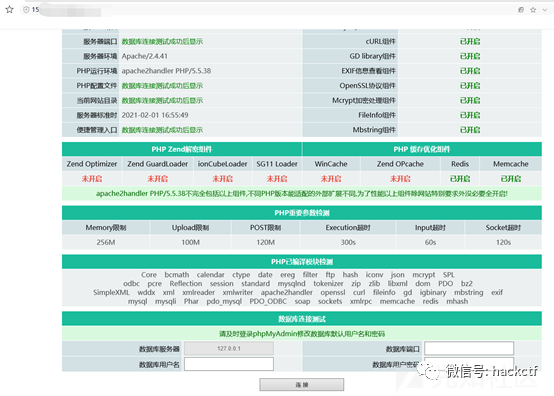 15
服务器端口 数据库连接测试成功后显示 cURL组件 已开启
服务器环境 Apache/2.4.41 GD library组件 已开启
PHP运行环境 apache2handler PHP/5.5.38 EXIF信息查看组件 已开启
PHP配置文件 数据库连接测试成功后显示 OpenSSL协议组件 已开启
当前网站目录 数据库连接测试成功后显示 Mcrypt加密处理组件 已开启
服务器标准时 2021-02-01 16:55:49 FileInfo组件 已开启
便捷管理入口 数据库连接测试成功后显示 Mbstring组件 已开启
PHP Zend解密组件 PHP 缓存优化组件
Zend Optimizer Zend GuardLoader ionCubeLoader SG11 Loader WinCache Zend OPcache Redis Memcache
未开启 未开启 未开启 未开启 未开启 未开启 已开启 已开启
apache2handler PHP/5.5.38不完全包括以上组件,不同PHP版本能适配的外部扩展不同,为了性能以上组件除网站特别要求外没必要全开启!
PHP重要参数检测
Memory限制 Upload限制 POST限制 Execution超时 Input超时 Socket超时
256M 100M 120M 300s 60s 120s
PHP已编译模块检测
Core bcmath calendar ctype date ereg filter ftp hash iconv json mcrypt SPL
odbc pcre Reflection session standard mysqlnd tokenizer zip zlib libxml dom PDO bz2
SimpleXML wddx xml xmlreader xmlwriter apache2handler openssl curl fileinfo gd igbinary mbstring exif
mysql mysqli Phar pdo_mysql PDO_ODBC soap sockets xmlrpc memcache redis mhash
数据库连接测试
请及时登录phpMyAdmin修改数据库默认用户名和密码
数据库服务器 127.0.0.1 数据库端口
数据库用户名 数据库用户密码
连 接
微信号: hackctf